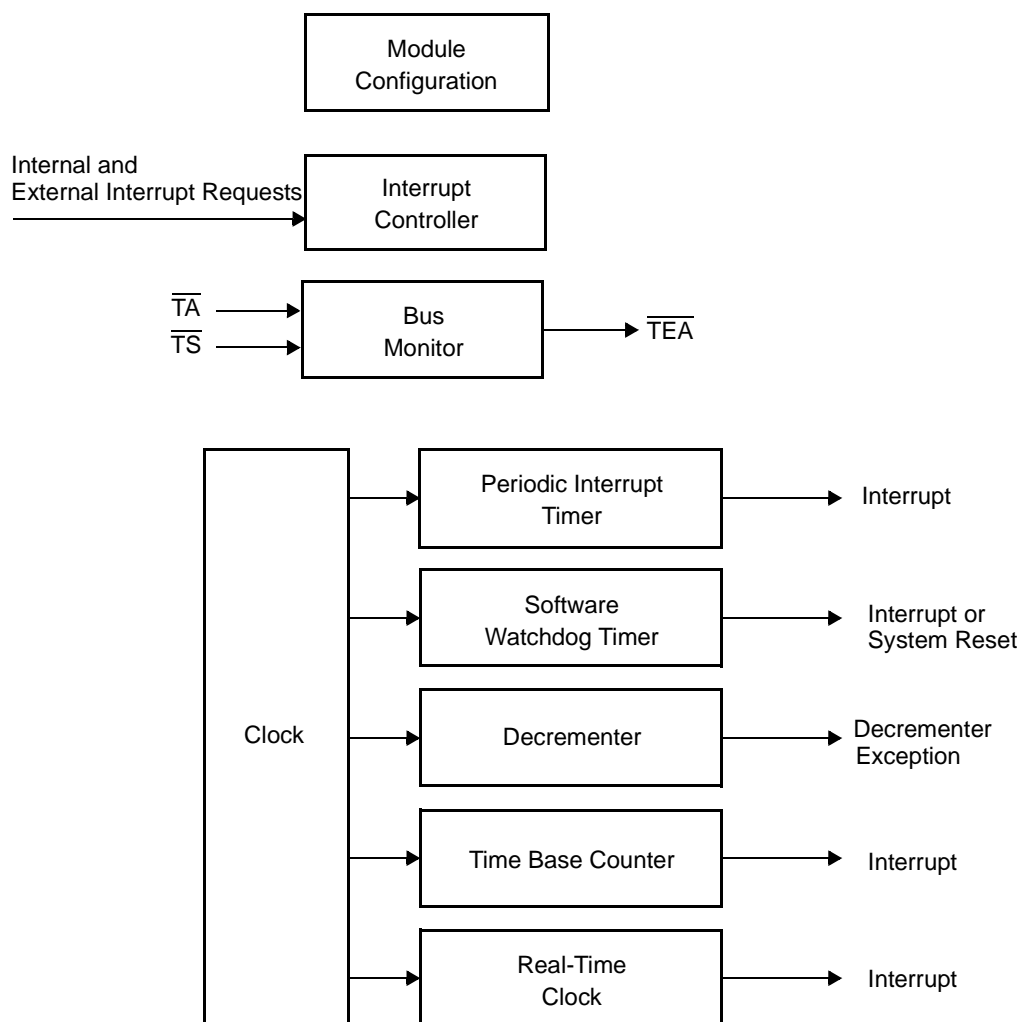 Module
Configuration
Internal and
External Interrupt Requests
Interrupt
Controller
TA
TS
Bus
Monitor
TEA
Clock
Periodic Interrupt
Timer
Interrupt
Software
Watchdog Timer
Interrupt or
System Reset
Decrementer
Decrementer
Exception
Time Base Counter
Interrupt
Real-Time
Clock
Interrupt